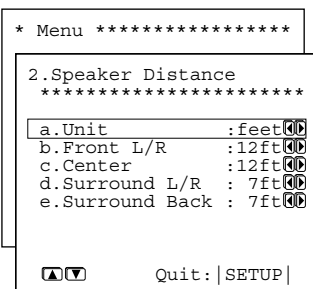 * Menu *****************
2.Speaker Distance
***********************
a.Unit :feet
b.Front L/R :12ft
c.Center :12ft
d.Surround L/R : 7ft
e.Surround Back : 7ft
Quit:|SETUP|